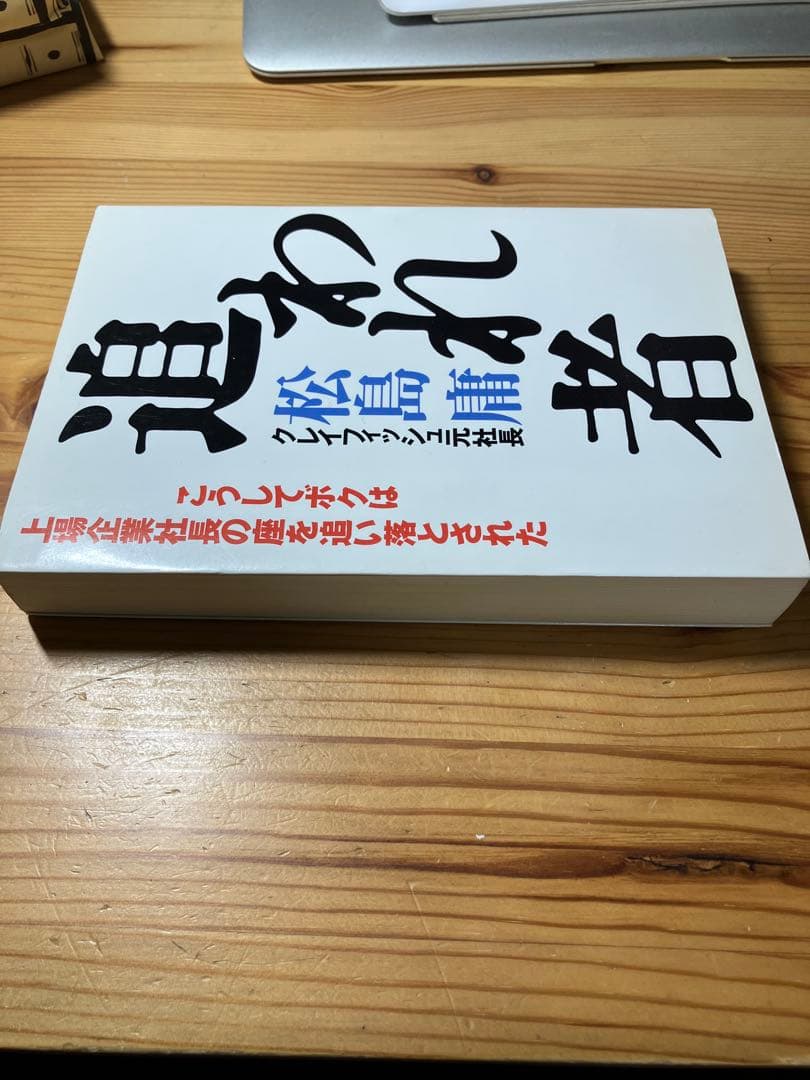 追われ者
松島庸
クレイフィッシュ元社長
こうしてボクは
上場企業社長の座を追い落とされた